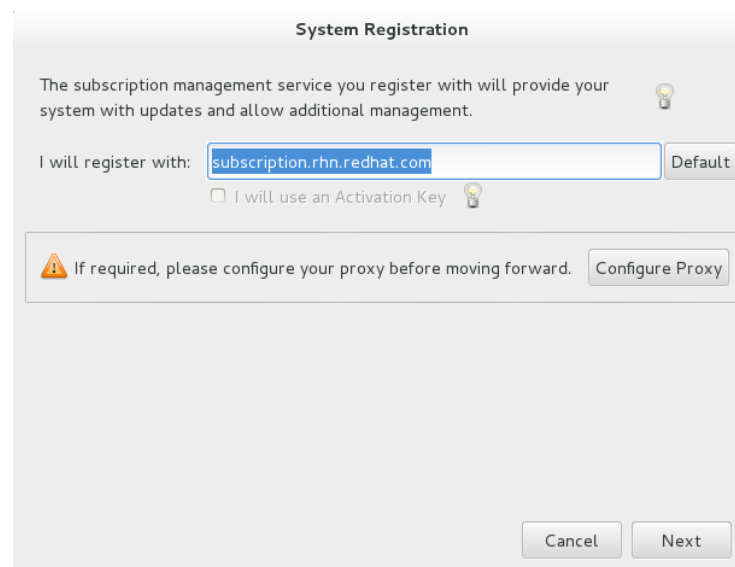 System Registration
The subscription management service you register with will provide your
system with updates and allow additional management.
I will register with: subscription.rhn.redhat.com Default
I will use an Activation Key
If required, please configure your proxy before moving forward. Configure Proxy
Cancel Next